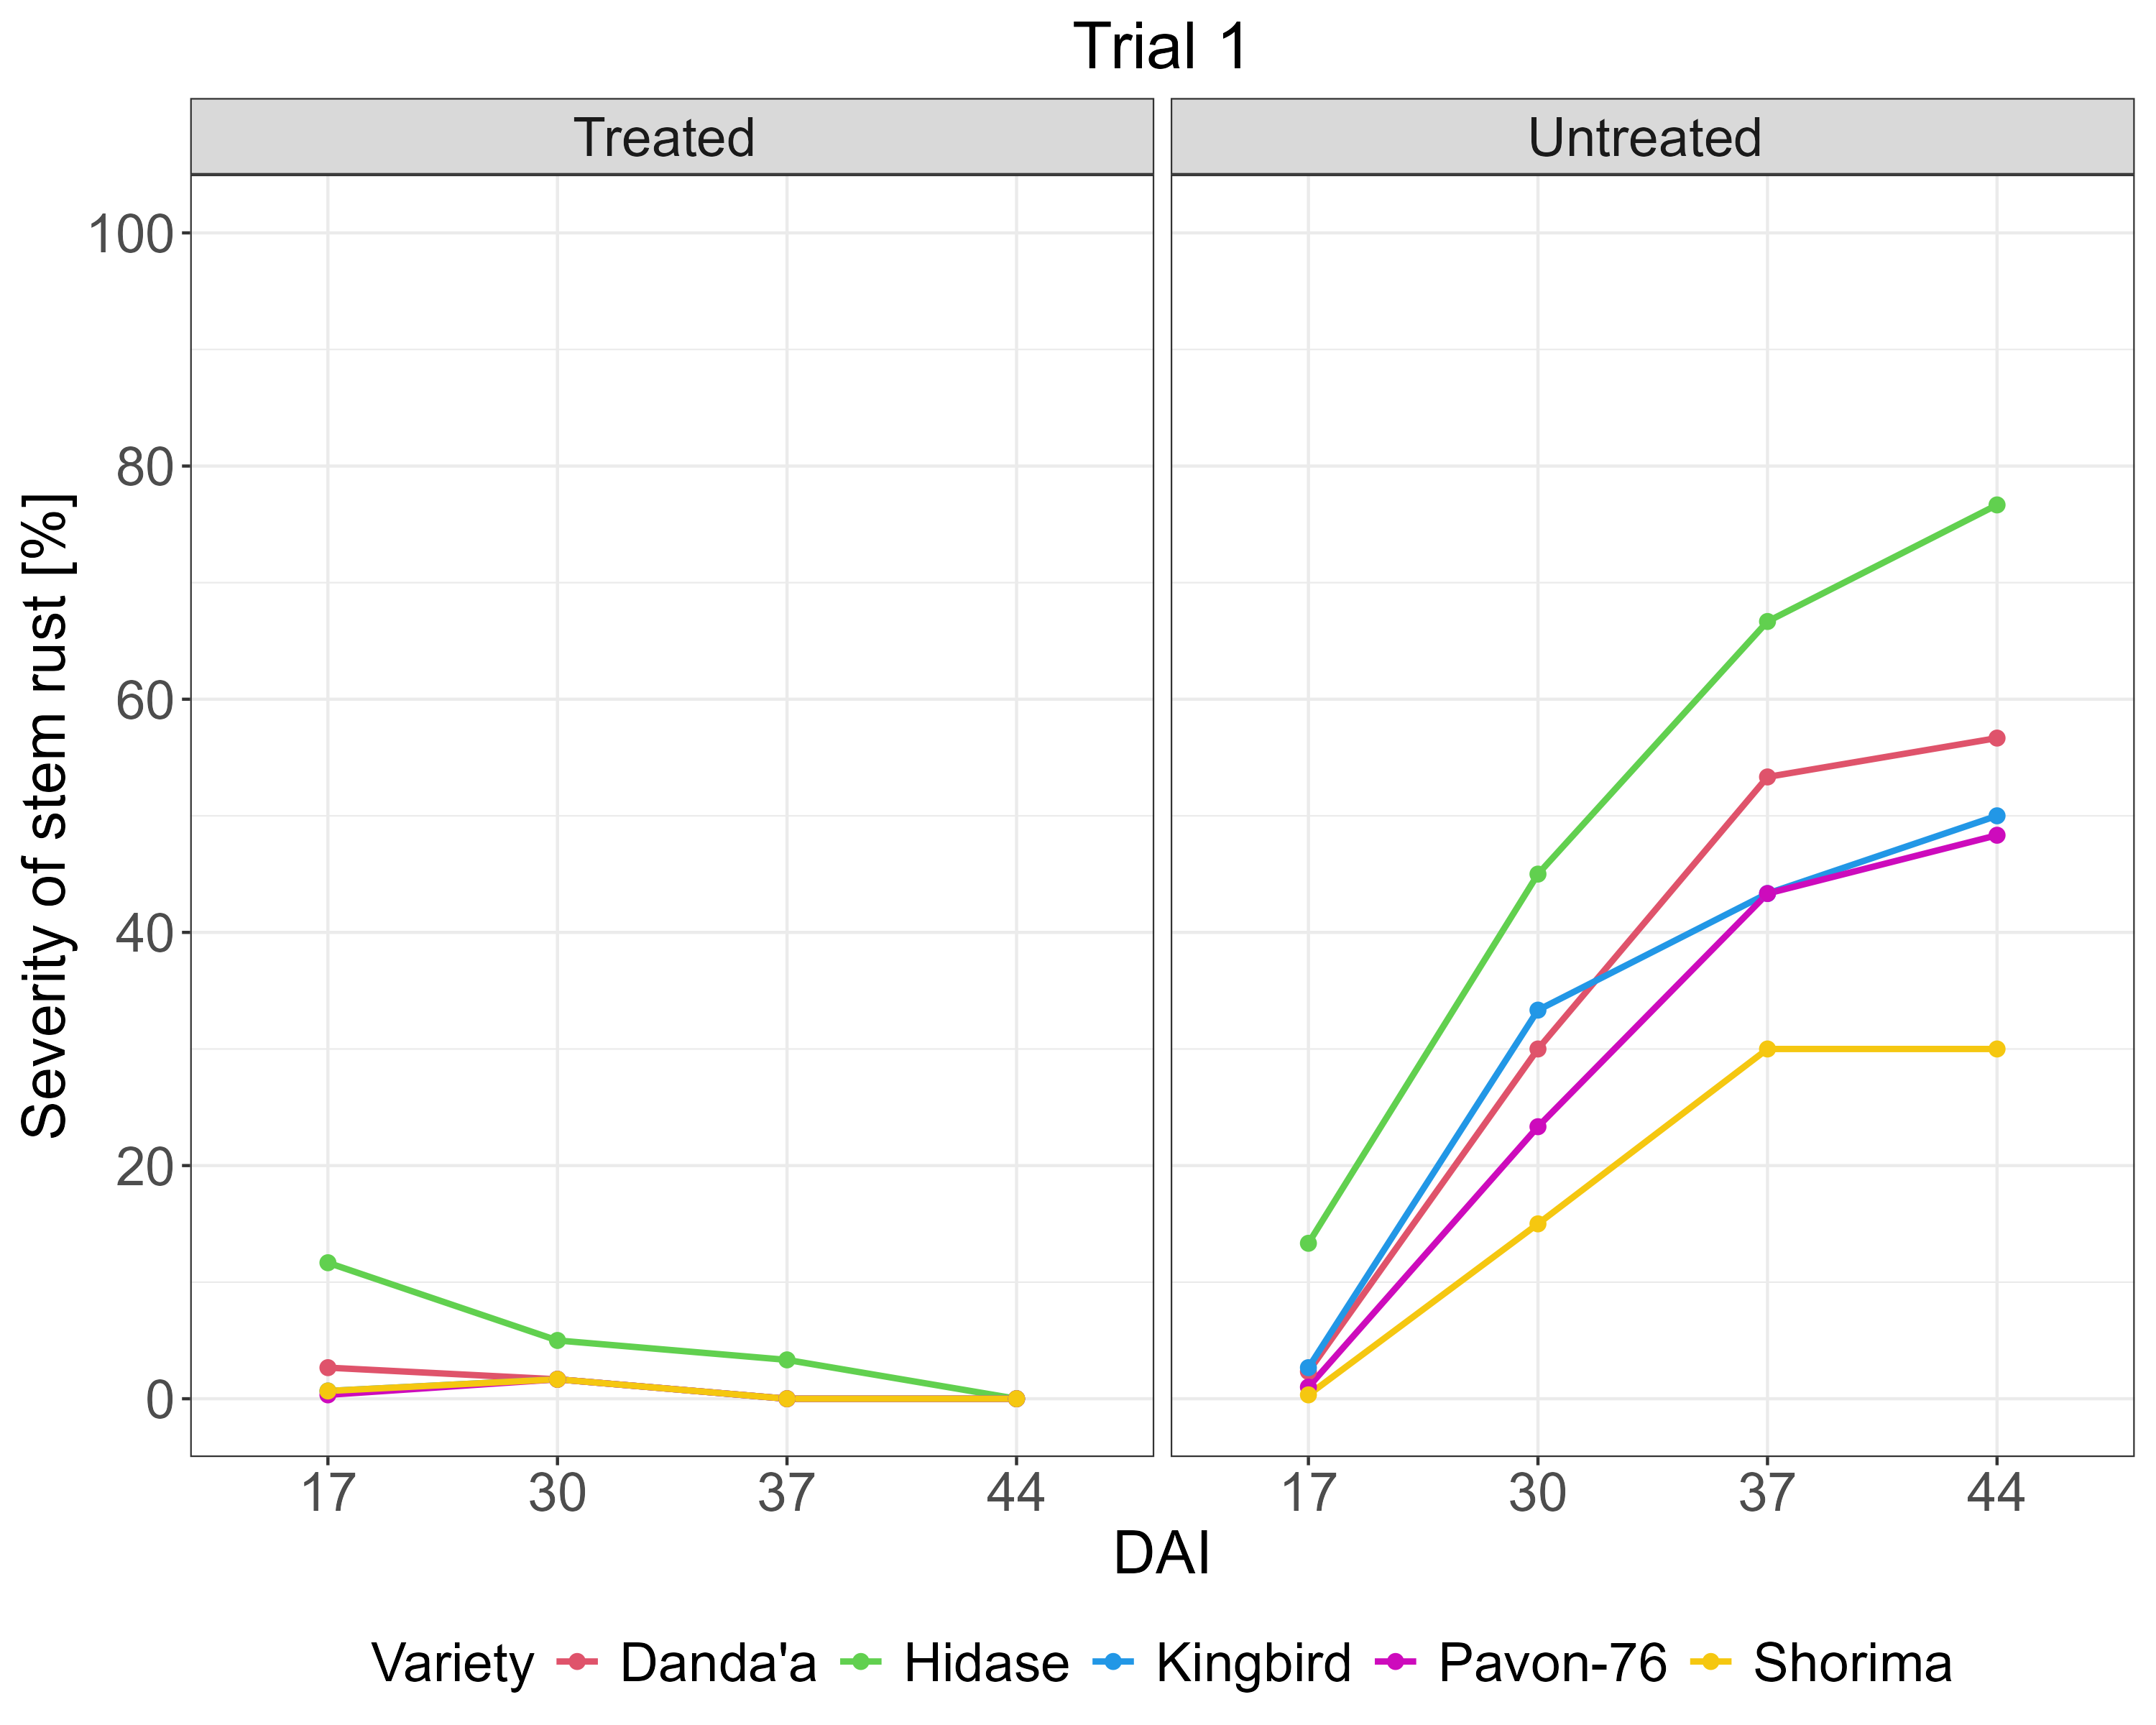 Trial 1
Treated Untreated
Severity of stem rust [%]
100
80
60
40
20
0
17 30 37 44 17 30 37 44
DAI
Variety Danda'a Hidase Kingbird Pavon-76 Shorima